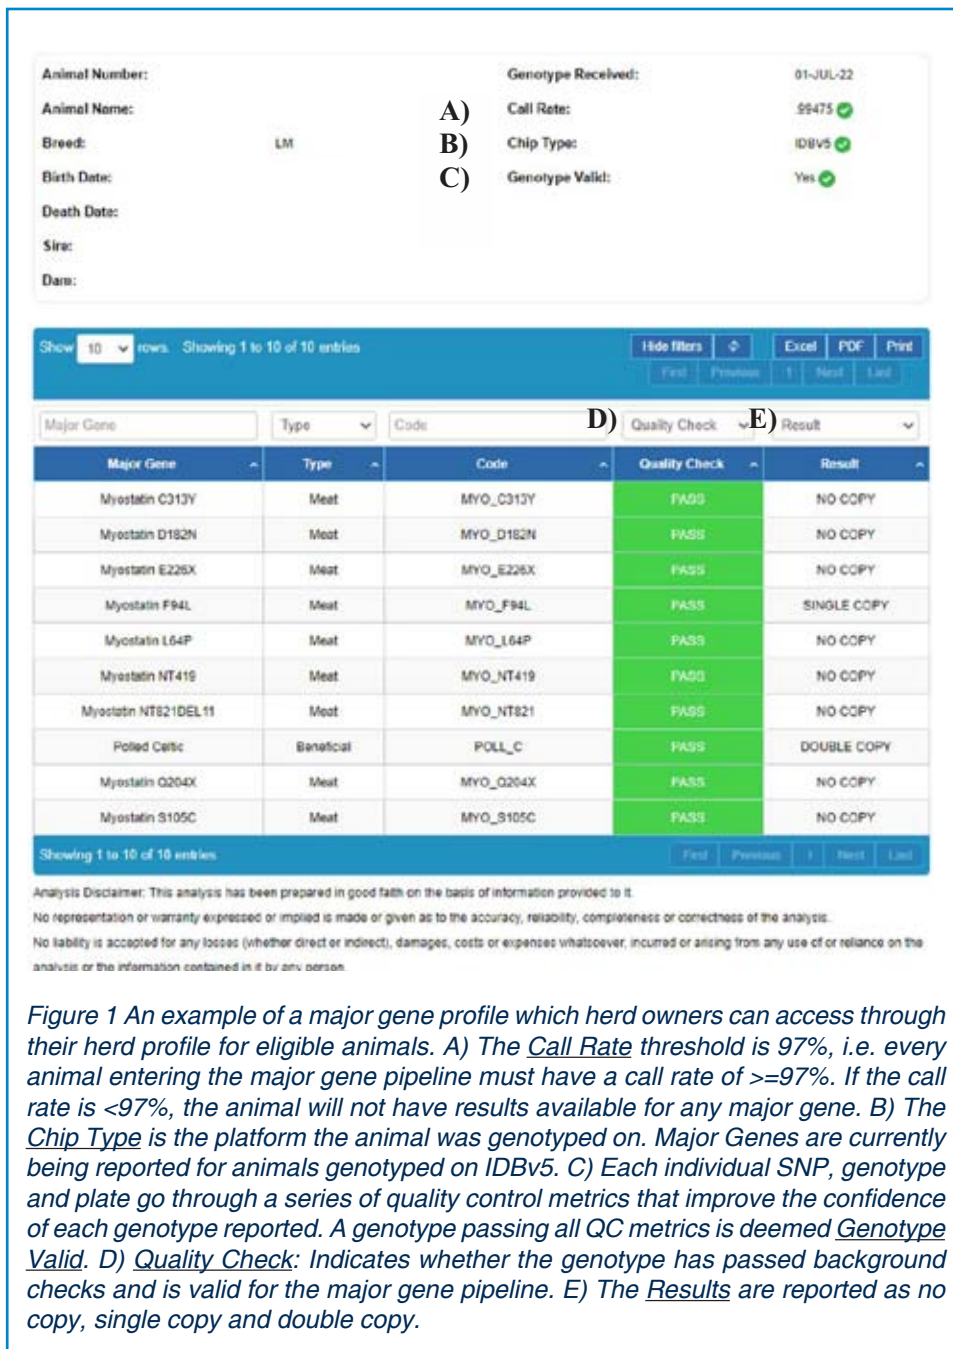 Animal Number: Genotype Received: 01-JUL-22
Animal Name: A) Call Rate: .99475
Breed: LM B) Chip Type: IDBV5
Birth Date: C) Genotype Valid: Yes
Death Date:
Sire:
Dam:
Show 10 rows. Showing 1 to 10 of 10 entries Hide filters Excel PDF Print
First Previous 1 Next Last
Major Gene Type Code D) Quality Check E) Result
Major Gene Type Code Quality Check Result
Myostatin C313Y Meat MYO_C313Y PASS NO COPY
Myostatin D182N Meat MYO_D182N PASS NO COPY
Myostatin E226X Meat MYO_E226X PASS NO COPY
Myostatin F94L Meat MYO_F94L PASS SINGLE COPY
Myostatin L64P Meat MYO_L64P PASS NO COPY
Myostatin NT419 Meat MYO_NT419 PASS NO COPY
Myostatin NT821DEL11 Meat MYO_NT821 PASS NO COPY
Polled Celtic Beneficial POLL_C PASS DOUBLE COPY
Myostatin Q204X Meat MYO_Q204X PASS NO COPY
Myostatin S105C Meat MYO_S105C PASS NO COPY
Showing 1 to 10 of 10 entries First Previous 1 Next Last
Analysis Disclaimer: This analysis has been prepared in good faith on the basis of information provided to it.
No representation or warranty expressed or implied is made or given as to the accuracy, reliability, completeness or correctness of the analysis.
No liability is accepted for any losses (whether direct or indirect), damages, costs or expenses whatsoever, incurred or arising from any use of or reliance on the
analysis or the information contained in it by any person.
Figure 1 An example of a major gene profile which herd owners can access through
their herd profile for eligible animals. A) The Call Rate threshold is 97%, i.e. every
animal entering the major gene pipeline must have a call rate of >=97%. If the call
rate is <97%, the animal will not have results available for any major gene. B) The
Chip Type is the platform the animal was genotyped on. Major Genes are currently
being reported for animals genotyped on IDBv5. C) Each individual SNP, genotype
and plate go through a series of quality control metrics that improve the confidence
of each genotype reported. A genotype passing all QC metrics is deemed Genotype
Valid. D) Quality Check: Indicates whether the genotype has passed background
checks and is valid for the major gene pipeline. E) The Results are reported as no
copy, single copy and double copy.